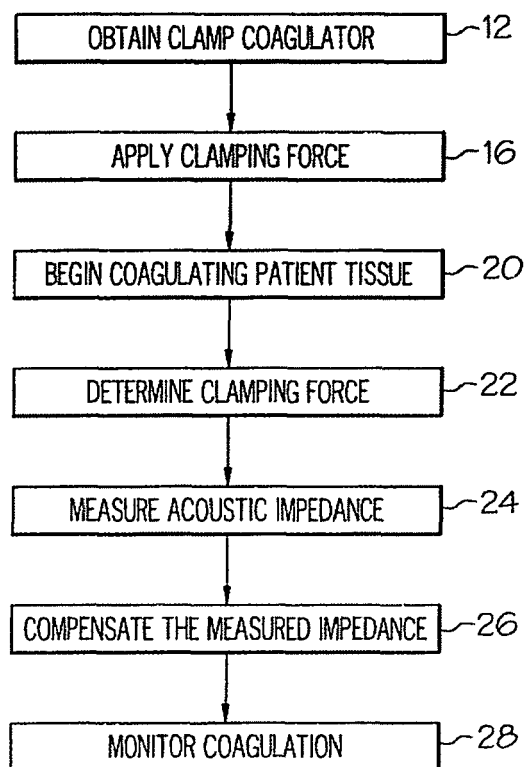 OBTAIN CLAMP COAGULATOR 12
APPLY CLAMPING FORCE 16
BEGIN COAGULATING PATIENT TISSUE 20
DETERMINE CLAMPING FORCE 22
MEASURE ACOUSTIC IMPEDANCE 24
COMPENSATE THE MEASURED IMPEDANCE 26
MONITOR COAGULATION 28